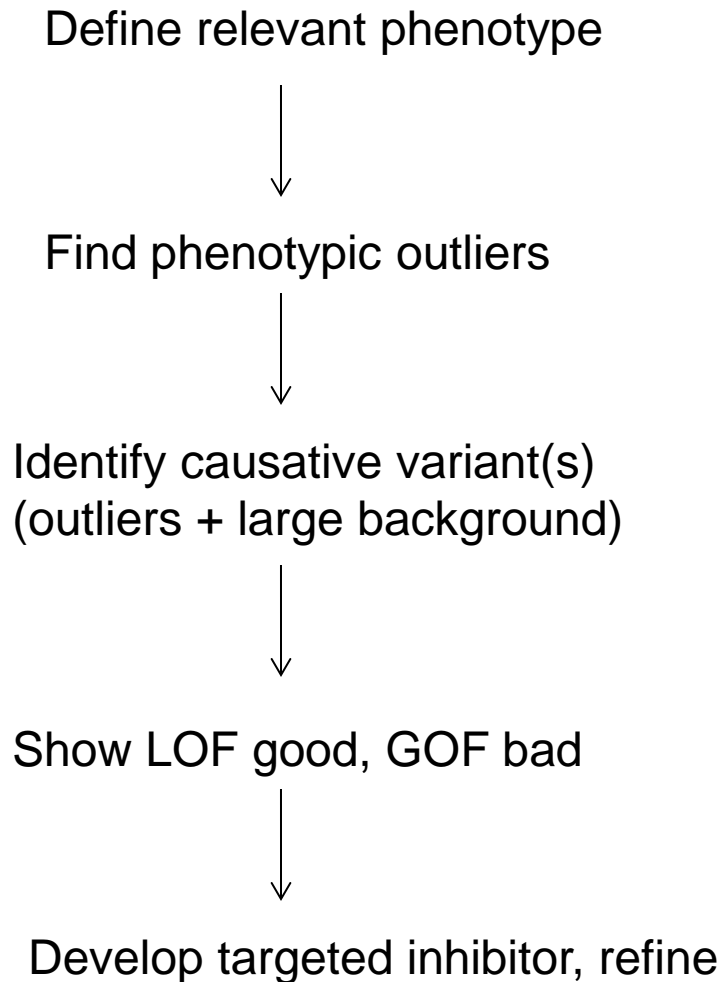 Define relevant phenotype
Find phenotypic outliers
Identify causative variant(s)
(outliers + large background)
Show LOF good, GOF bad
Develop targeted inhibitor, refine